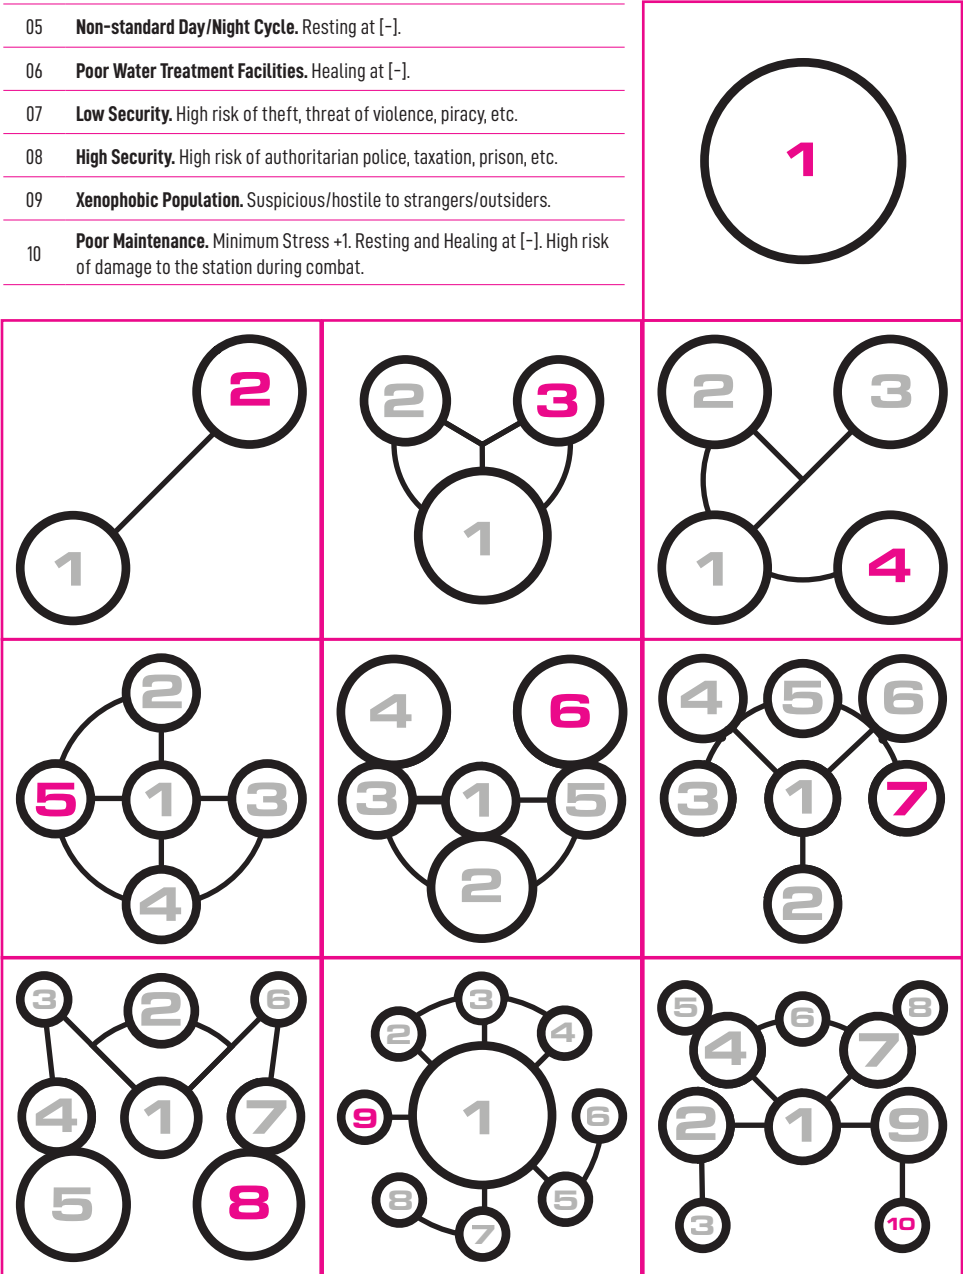 05 Non-standard Day/Night Cycle. Resting at [-].
06 Poor Water Treatment Facilities. Healing at [-].
07 Low Security. High risk of theft, threat of violence, piracy, etc.
08 High Security. High risk of authoritarian police, taxation, prison, etc.
09 Xenophobic Population. Suspicious/hostile to strangers/outsiders.
10 Poor Maintenance. Minimum Stress +1. Resting and Healing at [-]. High risk
of damage to the station during combat.
1
2
1
2 3
1
2 3
1 4
2
5 1 3
4
4 6
3 1 5
2
4 5 6
3 1 7
2
3 2 6
4 1 7
5 8
3
2 4
9 1 6
8 5
7
5 6 8
4 7
2 1 9
3 10